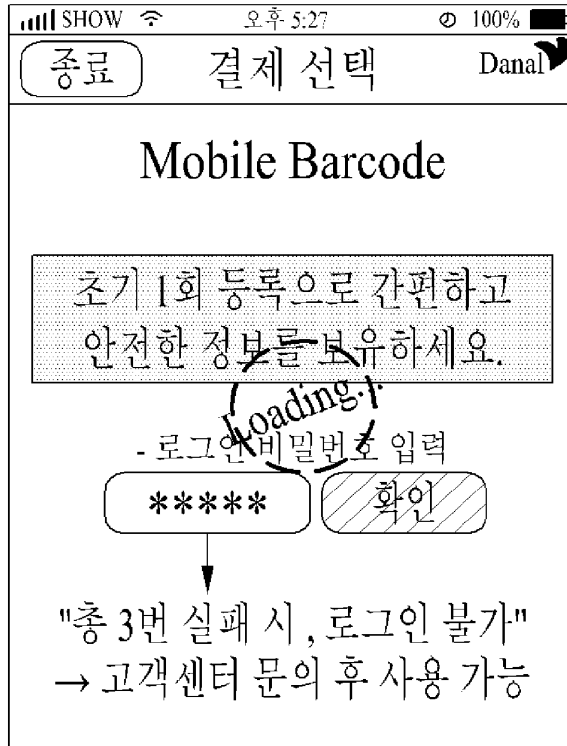 SHOW 오후 5:27 100%
종료 결제 선택 Danal
Mobile Barcode
초기 1회 등록으로 간편하고
안전한 정보를 보유하세요.
Loading...
- 로그인 비밀번호 입력
***** 확인
"총 3번 실패 시 , 로그인 불가"
→ 고객센터 문의 후 사용 가능